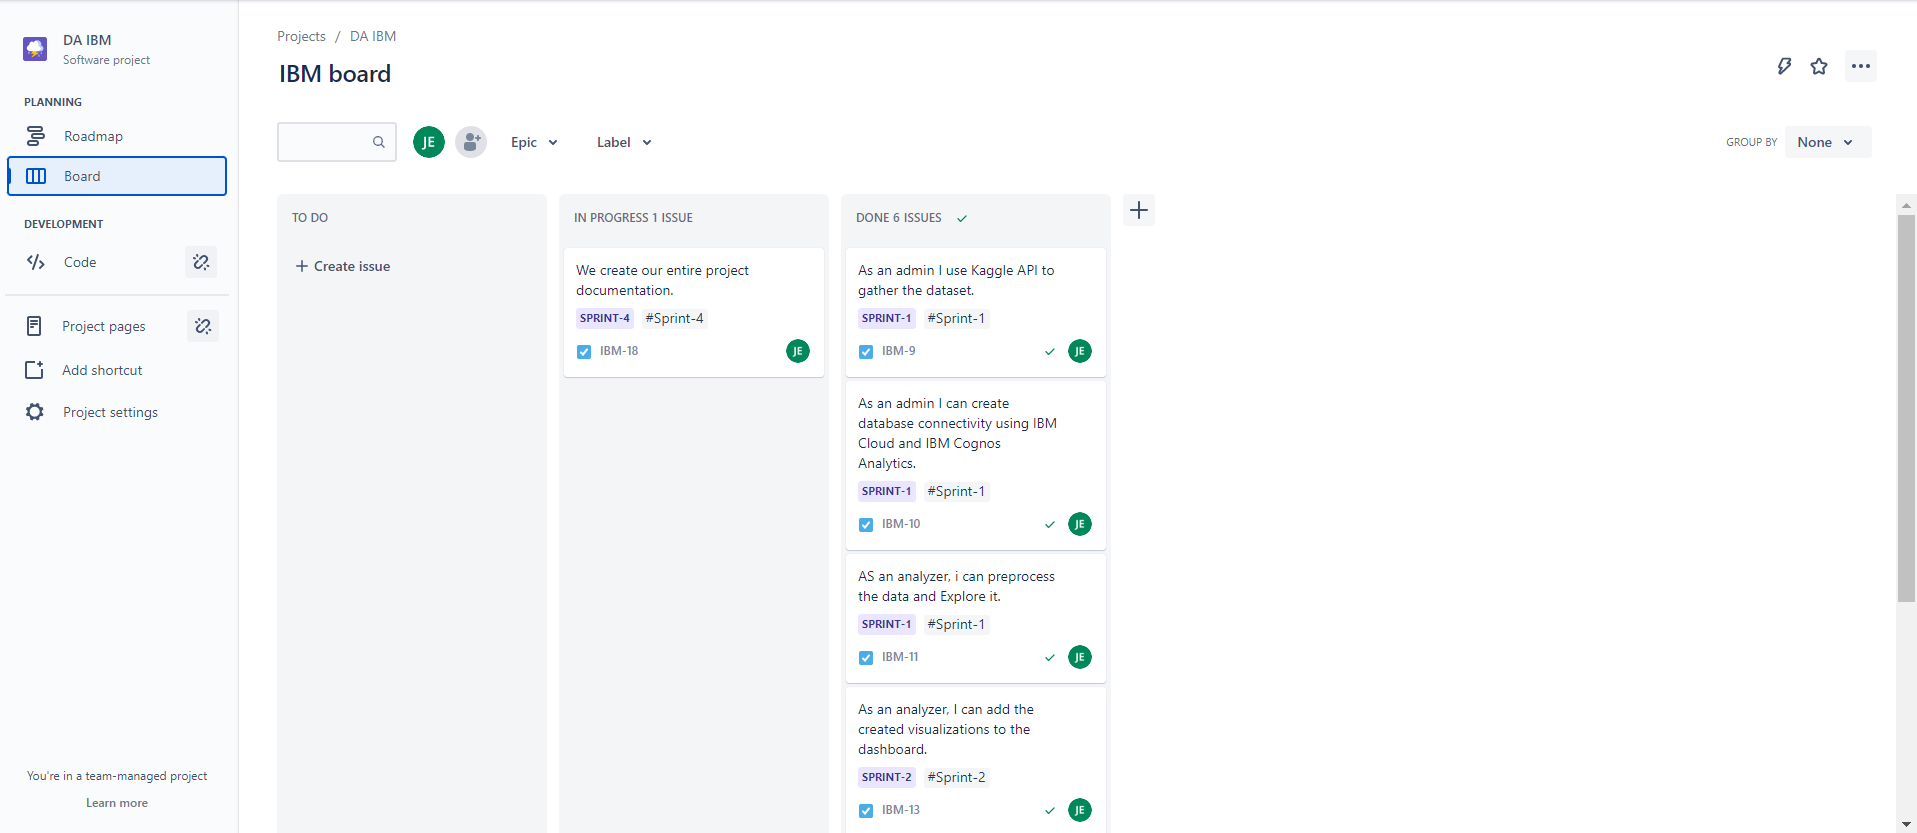 DA IBM
Software project
PLANNING
Roadmap
Board
DEVELOPMENT
Code
Project pages
Add shortcut
Project settings
You're in a team-managed project
Learn more
Projects / DA IBM
IBM board
JE
Epic
Label
GROUP BY
None
TO DO
+ Create issue
IN PROGRESS 1 ISSUE
We create our entire project
documentation.
SPRINT-4 #Sprint-4
IBM-18 JE
DONE 6 ISSUES
As an admin I use Kaggle API to
gather the dataset.
SPRINT-1 #Sprint-1
IBM-9 JE
As an admin I can create
database connectivity using IBM
Cloud and IBM Cognos
Analytics.
SPRINT-1 #Sprint-1
IBM-10 JE
AS an analyzer, i can preprocess
the data and Explore it.
SPRINT-1 #Sprint-1
IBM-11 JE
As an analyzer, I can add the
created visualizations to the
dashboard.
SPRINT-2 #Sprint-2
IBM-13 JE